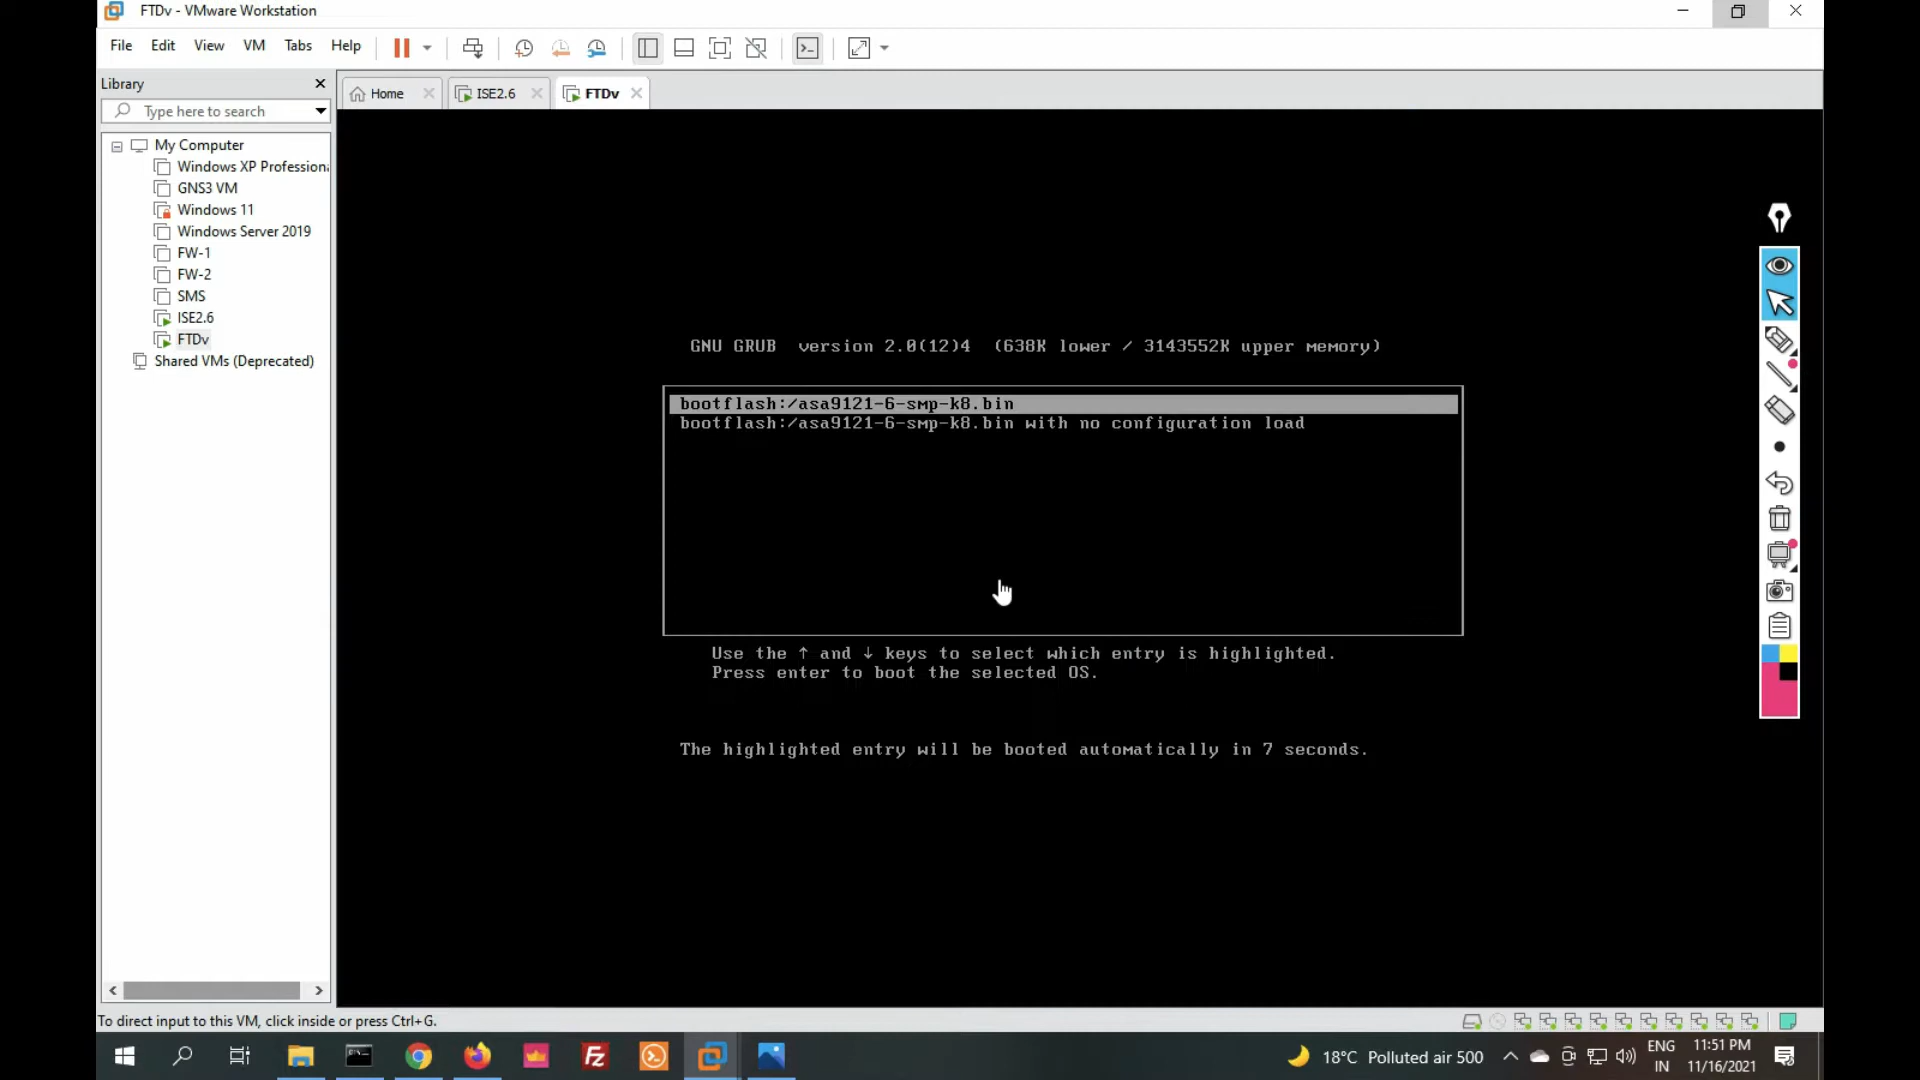 FTDv - VMware Workstation
File Edit View VM Tabs Help
Library
Type here to search
Home
ISE2.6
FTDv
My Computer
Windows XP Professiona
GNS3 VM
Windows 11
Windows Server 2019
FW-1
FW-2
SMS
ISE2.6
FTDv
Shared VMs (Deprecated)
GNU GRUB version 2.0(12)4 (638K lower / 3143552K upper memory)
bootflash:/asa9121-6-smp-k8.bin
bootflash:/asa9121-6-smp-k8.bin with no configuration load
Use the ↑ and ↓ keys to select which entry is highlighted.
Press enter to boot the selected OS.
The highlighted entry will be booted automatically in 7 seconds.
To direct input to this VM, click inside or press Ctrl+G.
18°C Polluted air 500
ENG
IN
11:51 PM
11/16/2021